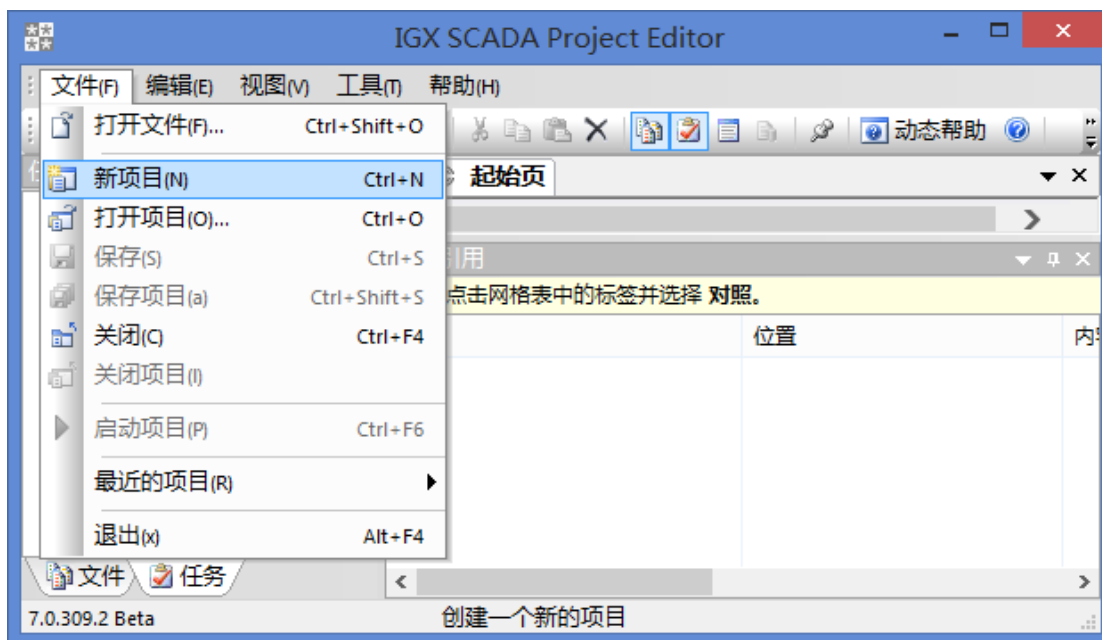 IGX SCADA Project Editor
文件(F) 编辑(E) 视图(V) 工具(T) 帮助(H)
打开文件(F)... Ctrl+Shift+O
动态帮助
新项目(N) Ctrl+N
起始页
打开项目(O)... Ctrl+O
保存(S) Ctrl+S
引用
保存项目(a) Ctrl+Shift+S
点击网格表中的标签并选择 对照。
关闭(C) Ctrl+F4
位置
关闭项目(I)
启动项目(P) Ctrl+F6
最近的项目(R)
退出(x) Alt+F4
文件 任务
7.0.309.2 Beta 创建一个新的项目